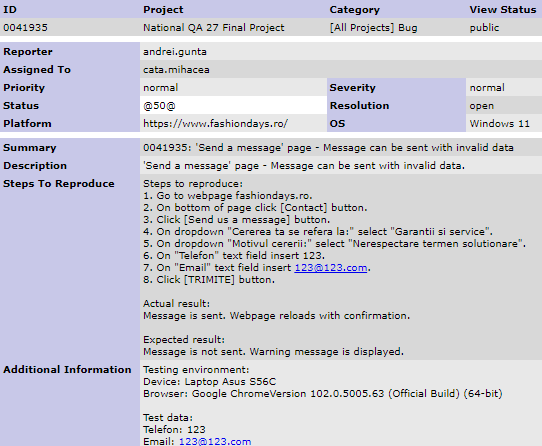 ID Project Category View Status
0041935 National QA 27 Final Project [All Projects] Bug public
Reporter andrei.gunta
Assigned To cata.mihacea
Priority normal Severity normal
Status @50@ Resolution open
Platform https://www.fashiondays.ro/ OS Windows 11
Summary 0041935: 'Send a message' page - Message can be sent with invalid data
Description 'Send a message' page - Message can be sent with invalid data.
Steps To Reproduce Steps to reproduce:
1. Go to webpage fashiondays.ro.
2. On bottom of page click [Contact] button.
3. Click [Send us a message] button.
4. On dropdown "Cererea ta se refera la:" select "Garantii si service".
5. On dropdown "Motivul cererii:" select "Nerespectare termen solutionare".
6. On "Telefon" text field insert 123.
7. On "Email" text field insert 123@123.com.
8. Click [TRIMITE] button.
Actual result:
Message is sent. Webpage reloads with confirmation.
Expected result:
Message is not sent. Warning message is displayed.
Additional Information Testing environment:
Device: Laptop Asus S56C
Browser: Google ChromeVersion 102.0.5005.63 (Official Build) (64-bit)
Test data:
Telefon: 123
Email: 123@123.com